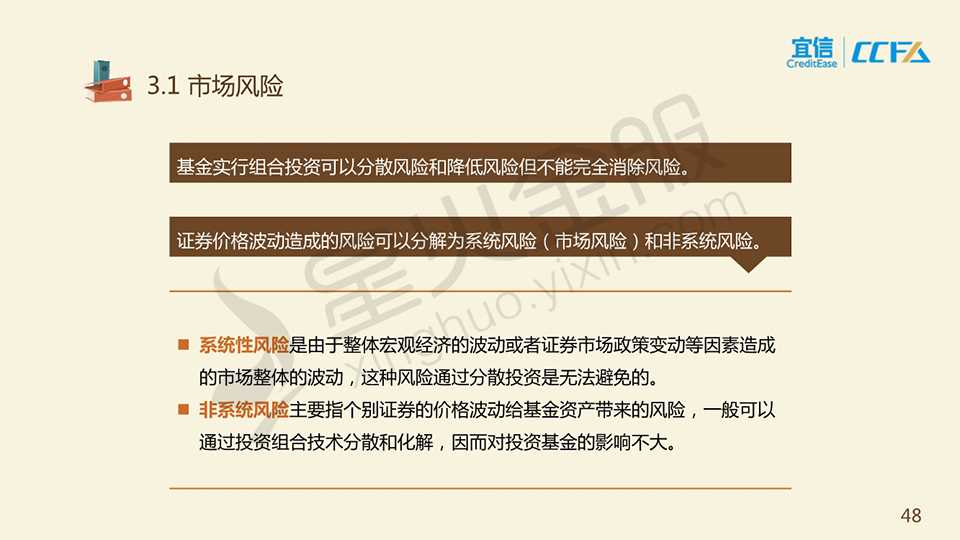 宜信
CreditEase
CCFA
3.1 市场风险
基金实行组合投资可以分散风险和降低风险但不能完全消除风险。
证券价格波动造成的风险可以分解为系统风险（市场风险）和非系统风险。
星火金服
xinghuo.yixin.com
■ 系统性风险是由于整体宏观经济的波动或者证券市场政策变动等因素造成
的市场整体的波动，这种风险通过分散投资是无法避免的。
■ 非系统风险主要指个别证券的价格波动给基金资产带来的风险，一般可以
通过投资组合技术分散和化解，因而对投资基金的影响不大。
48